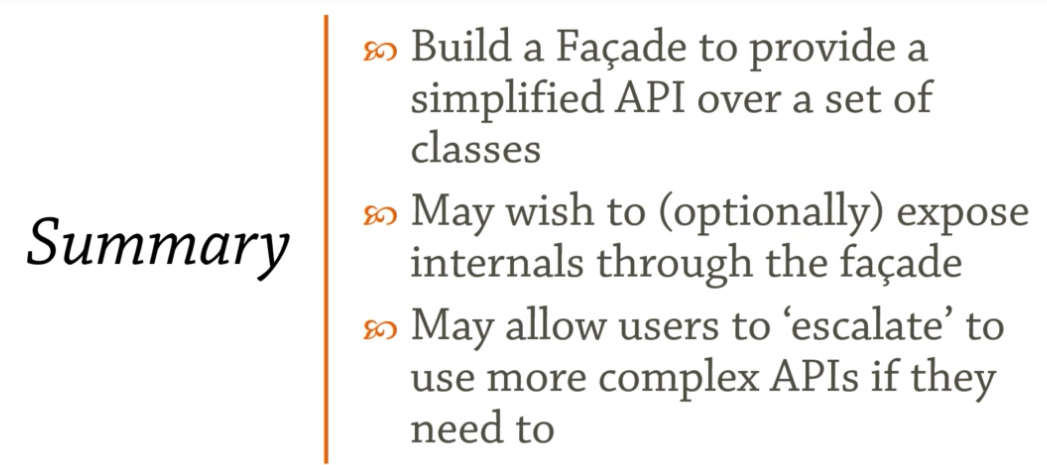 Summary
Build a Façade to provide a
simplified API over a set of
classes
May wish to (optionally) expose
internals through the façade
May allow users to ‘escalate’ to
use more complex APIs if they
need to